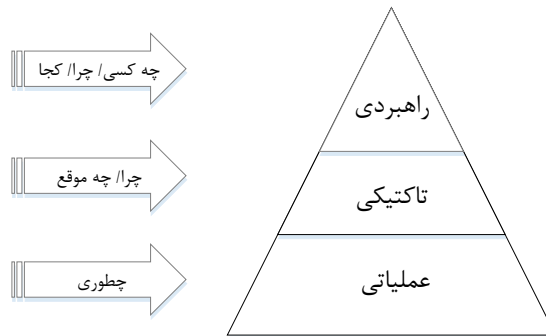 چه کسی/ چرا/ کجا
راهبردی
چرا/ چه موقع
تاکتیکی
چطوری
عملیاتی